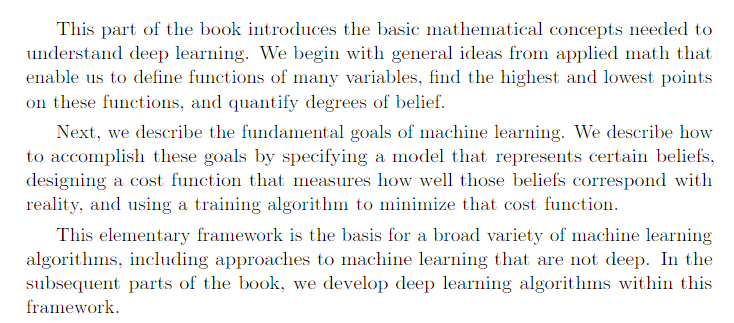 This part of the book introduces the basic mathematical concepts needed to
understand deep learning. We begin with general ideas from applied math that
enable us to define functions of many variables, find the highest and lowest points
on these functions, and quantify degrees of belief.
Next, we describe the fundamental goals of machine learning. We describe how
to accomplish these goals by specifying a model that represents certain beliefs,
designing a cost function that measures how well those beliefs correspond with
reality, and using a training algorithm to minimize that cost function.
This elementary framework is the basis for a broad variety of machine learning
algorithms, including approaches to machine learning that are not deep. In the
subsequent parts of the book, we develop deep learning algorithms within this
framework.